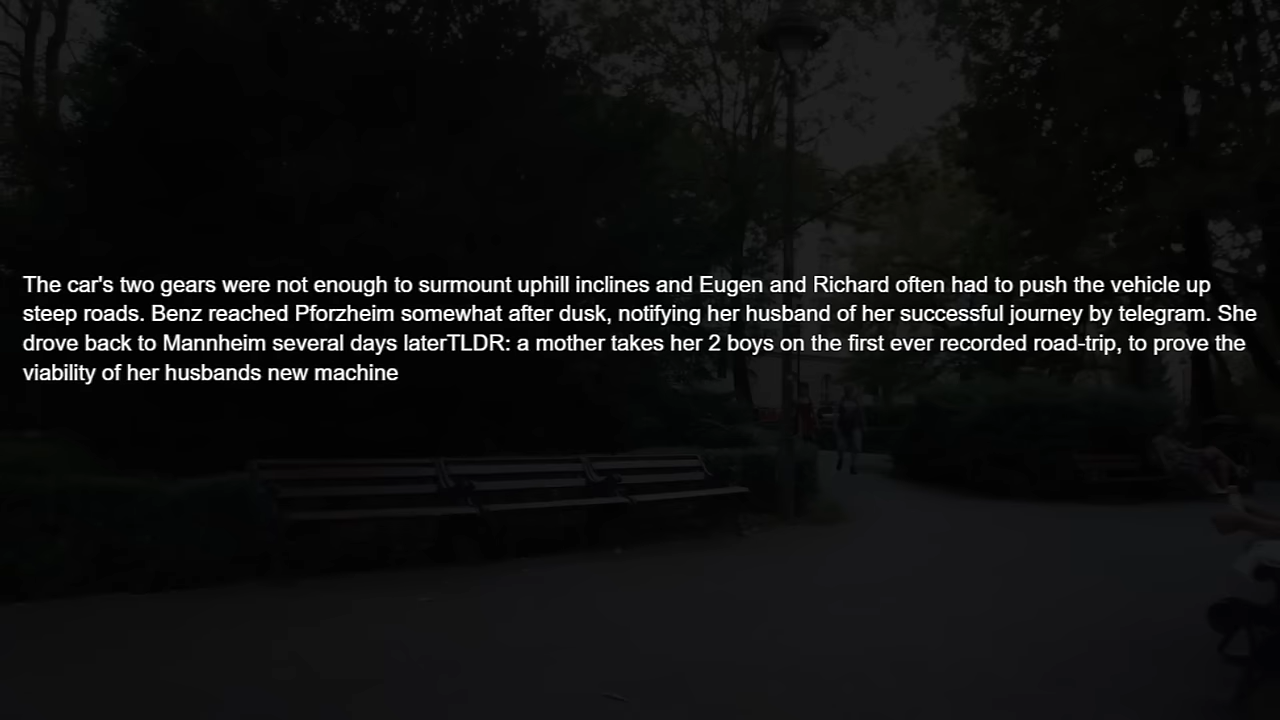 The car's two gears were not enough to surmount uphill inclines and Eugen and Richard often had to push the vehicle up
steep roads. Benz reached Pforzheim somewhat after dusk, notifying her husband of her successful journey by telegram. She
drove back to Mannheim several days laterTLDR: a mother takes her 2 boys on the first ever recorded road-trip, to prove the
viability of her husbands new machine